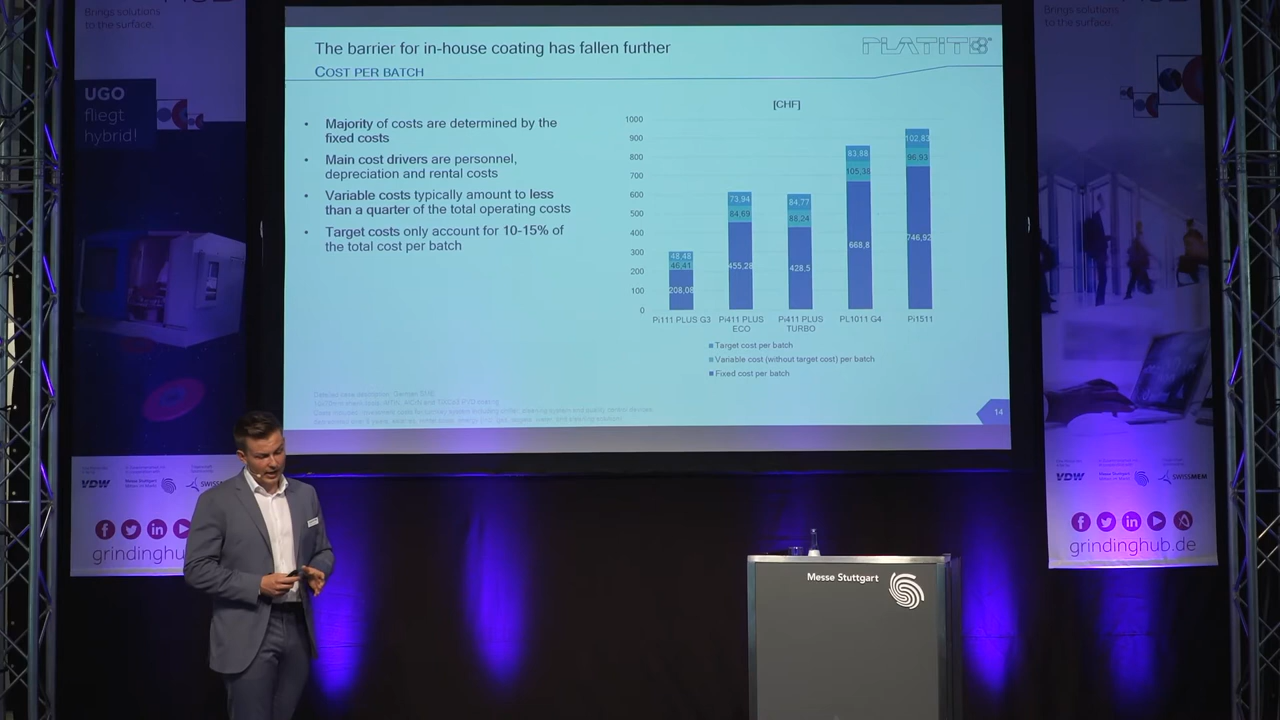 Brings solutions
to the surface.
UGO
fliegt
hybrid!
VDW
Messe Stuttgart
SWISS
grindinghu
The barrier for in-house coating has fallen further
PLATIT
COST PER BATCH
• Majority of costs are determined by the
fixed costs
• Main cost drivers are personnel,
depreciation and rental costs
• Variable costs typically amount to less
than a quarter of the total operating costs
• Target costs only account for 10-15% of
the total cost per batch
[CHF]
1000
900
800
700
600
500
400
300
200
100
0
48,48
46,41
208,08
73,94
84,69
455,28
84,77
88,24
428,5
83,88
105,38
668,8
102,83
96,93
746,92
Pi111 PLUS G3
Pi411 PLUS
ECO
Pi411 PLUS
TURBO
PL1011 G4
Pi1511
Target cost per batch
Variable cost (without target cost) per batch
Fixed cost per batch
14
Brings solutions
to the surface.
VDW
Messe Stuttgart
SWISSMEM
grindinghub.de
Messe Stuttgart